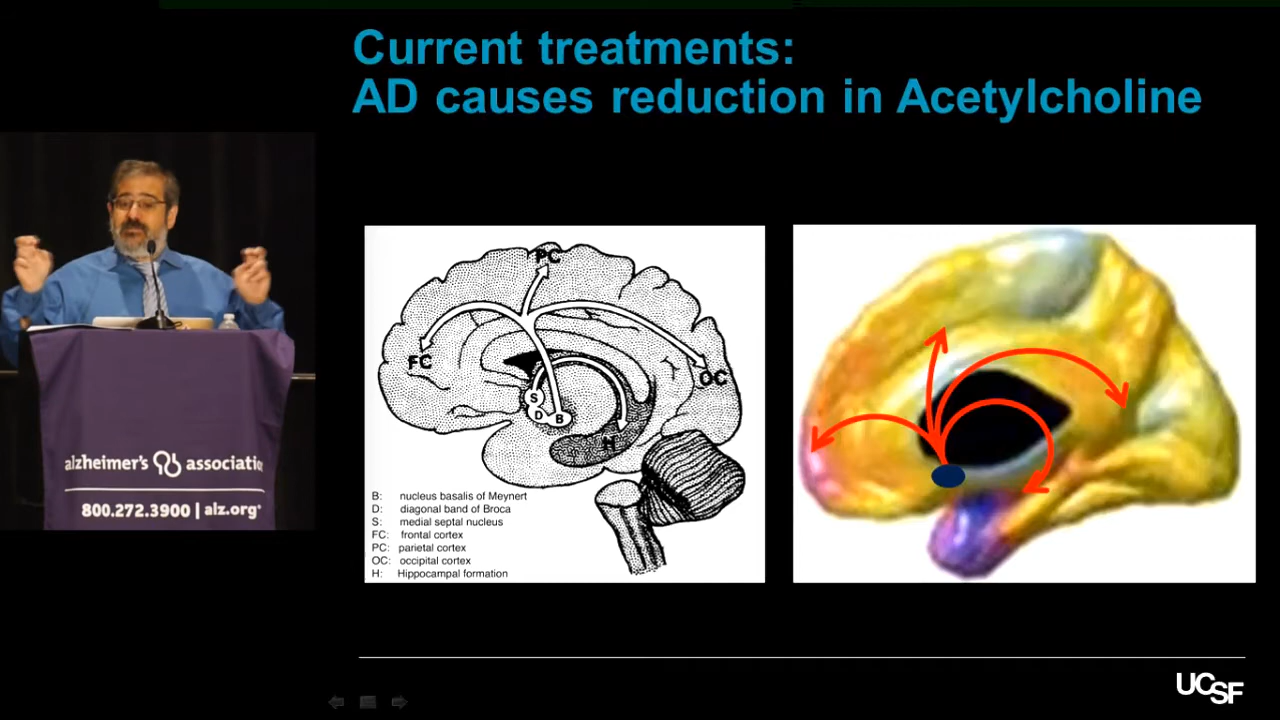 Current treatments:
AD causes reduction in Acetylcholine
alzheimer's associatio
800.272.3900 | alz.org®
PC
FC
OC
S
D
B
H
B: nucleus basalis of Meynert
D: diagonal band of Broca
S: medial septal nucleus
FC: frontal cortex
PC: parietal cortex
OC: occipital cortex
H: Hippocampal formation
UCSF